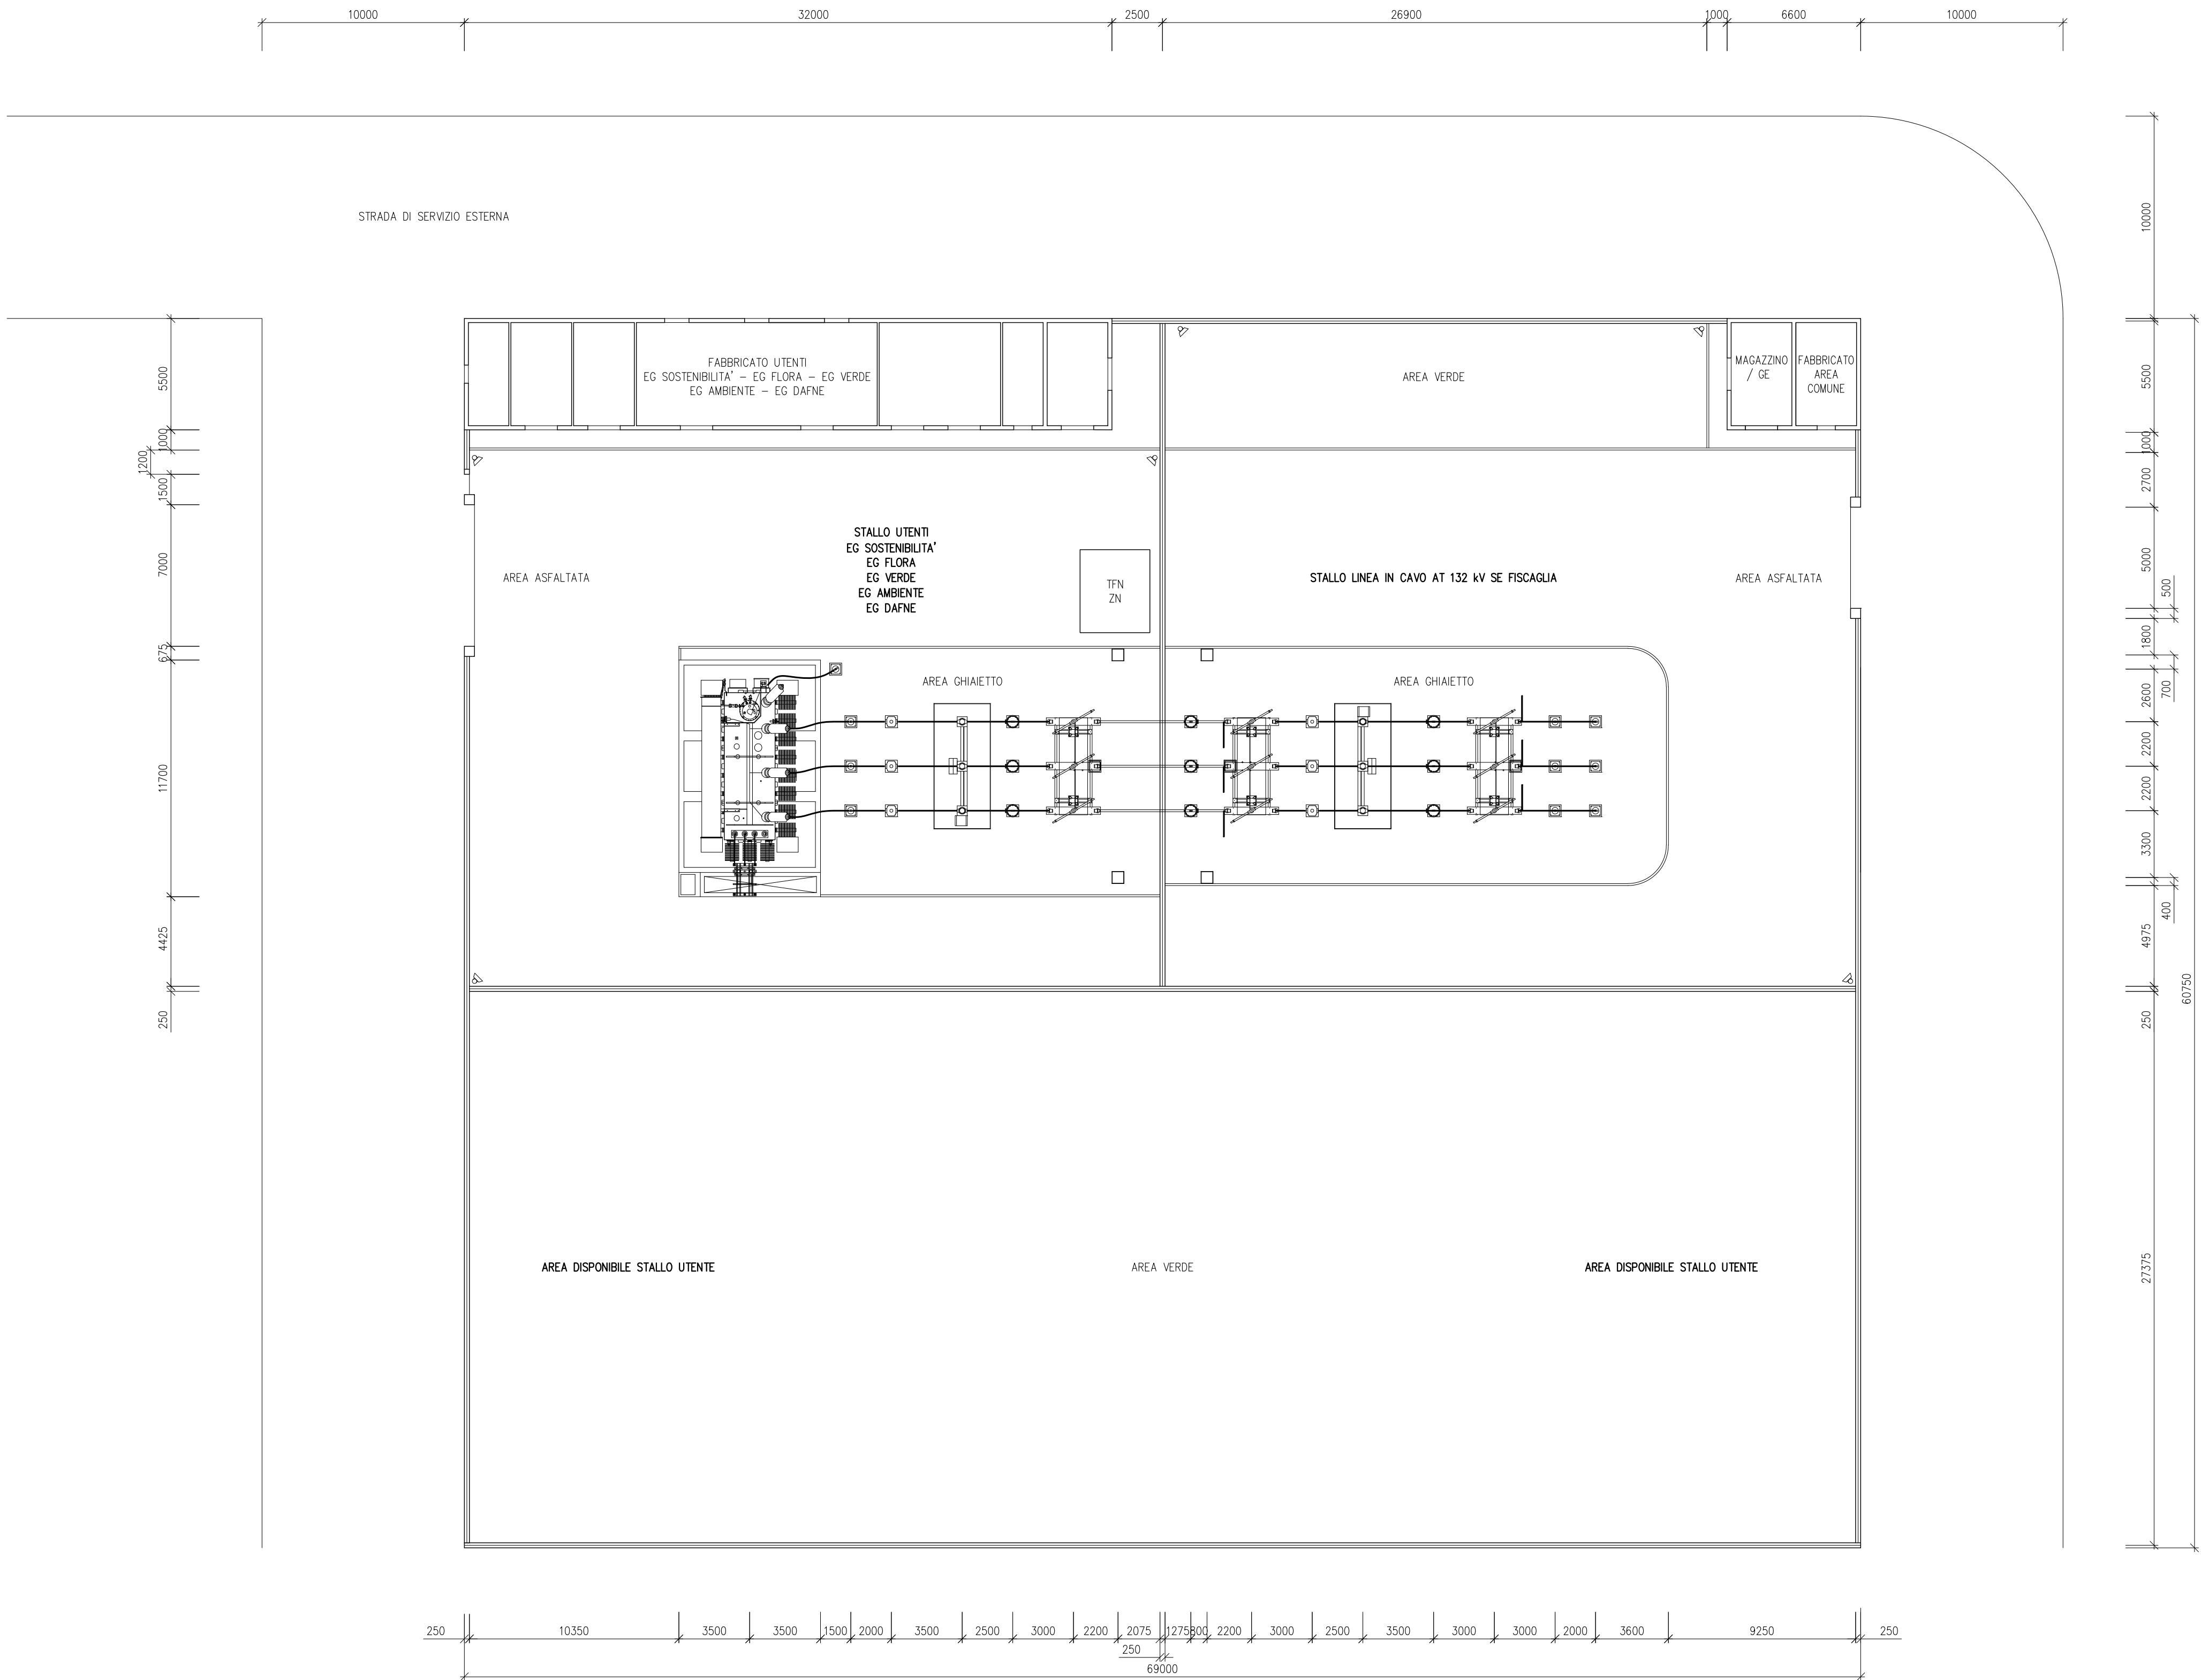 10000
32000
2500
26900
1000
6600
10000
STRADA DI SERVIZIO ESTERNA
FABBRICATO UTENTI
EG SOSTENIBILITA' – EG FLORA – EG VERDE
EG AMBIENTE – EG DAFNE
AREA VERDE
MAGAZZINO
/ GE
FABBRICATO
AREA
COMUNE
STALLO UTENTI
EG SOSTENIBILITA'
EG FLORA
EG VERDE
EG AMBIENTE
EG DAFNE
AREA ASFALTATA
TFN
ZN
STALLO LINEA IN CAVO AT 132 kV SE FISCAGLIA
AREA ASFALTATA
AREA GHIAIETTO
AREA GHIAIETTO
AREA DISPONIBILE STALLO UTENTE
AREA VERDE
AREA DISPONIBILE STALLO UTENTE
5500
1000
1200
1500
7000
675
11700
4425
250
10000
5500
1000
2700
5000
500
1800
700
2600
2200
2200
3300
400
4975
250
27375
60750
250
10350
3500
3500
1500
2000
3500
2500
3000
2200
2075
250
1275
800
2200
3000
2500
3500
3000
3000
2000
3600
9250
250
69000